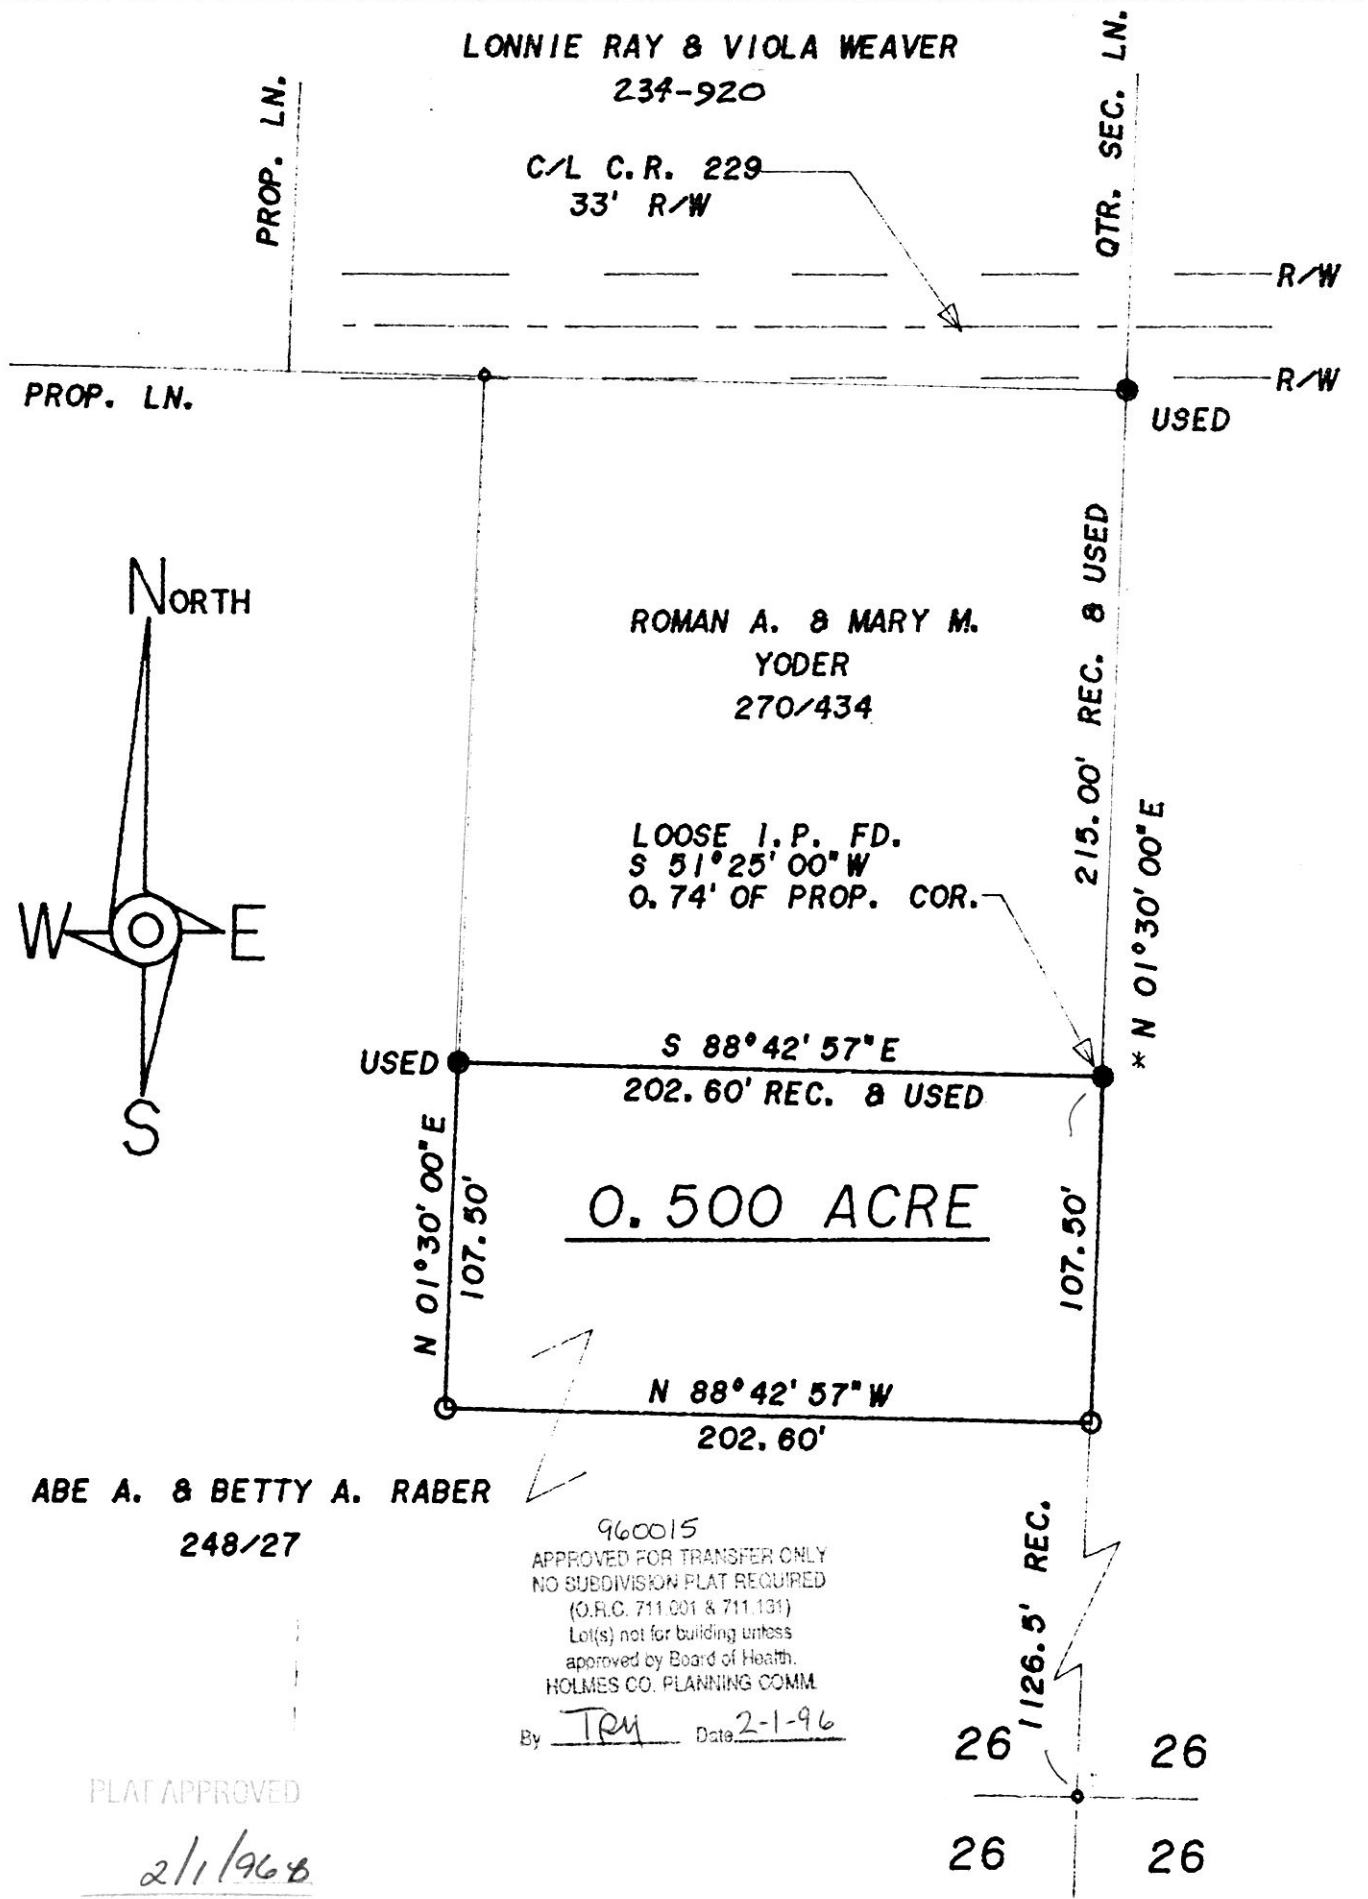 LONNIE RAY & VIOLA WEAVER
234-920
PROP. LN.
QTR. SEC. LN.
C/L C.R. 229
33' R/W
R/W
R/W
PROP. LN.
USED
NORTH
W
E
S
ROMAN A. & MARY M.
YODER
270/434
215.00' REC. & USED
* N 01°30'00"E
LOOSE I.P. FD.
S 51°25'00"W
0.74' OF PROP. COR.
USED
S 88°42'57"E
202.60' REC. & USED
N 01°30'00"E
107.50'
0.500 ACRE
107.50'
N 88°42'57"W
202.60'
ABE A. & BETTY A. RABER
248/27
960015
APPROVED FOR TRANSFER ONLY
NO SUBDIVISION PLAT REQUIRED
(O.R.C. 711.001 & 711.131)
Lot(s) not for building unless
approved by Board of Health.
HOLMES CO. PLANNING COMM.
By Date 2-1-96
1126.5' REC.
26 26
26 26
PLAT APPROVED
2/1/96